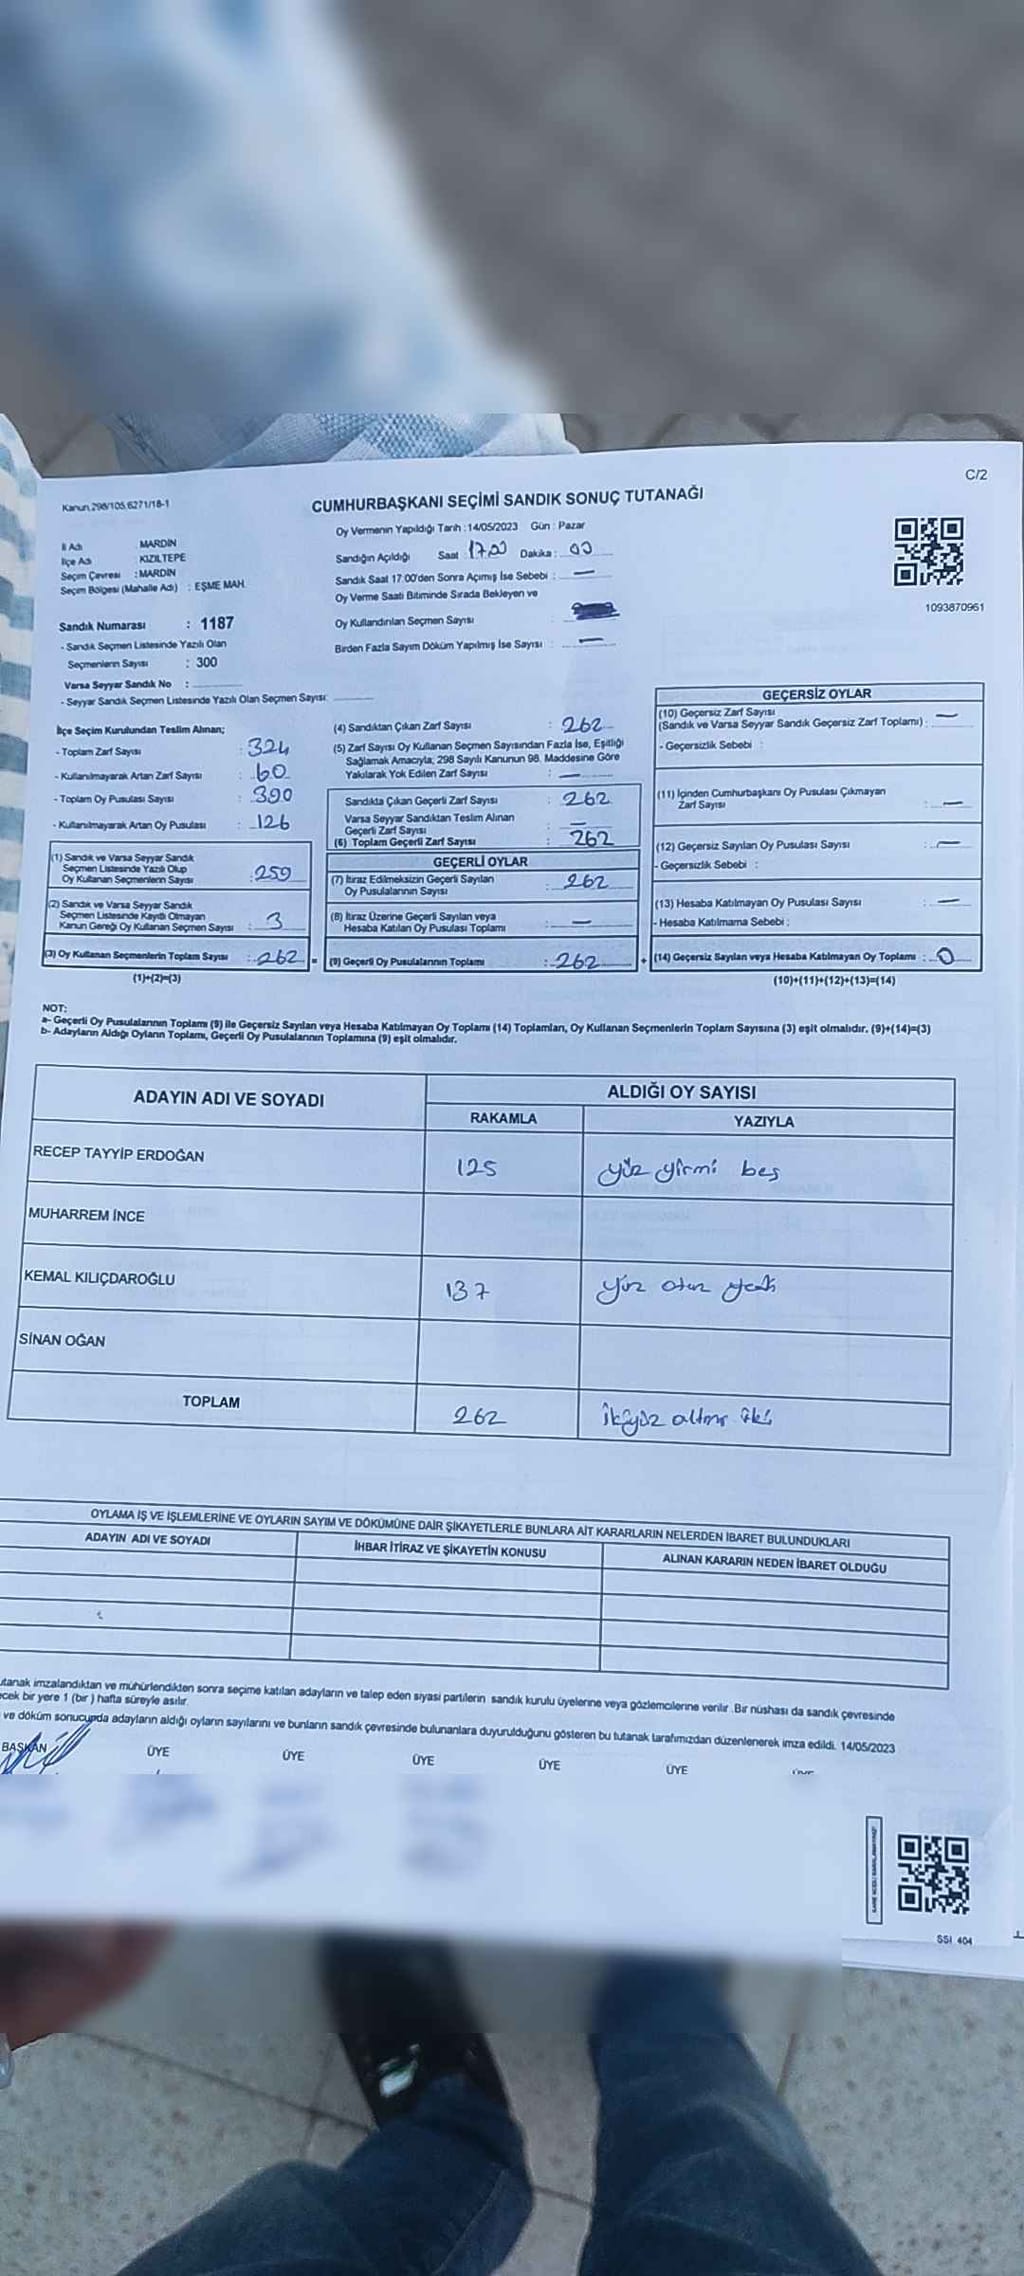 C/2
Kanun.298/105,6271/18-1
CUMHURBAŞKANI SEÇİMİ SANDIK SONUÇ TUTANAĞI
Oy Vermenin Yapıldığı Tarih : 14/05/2023 Gün : Pazar
İl Adı MARDİN
İlçe Adı KIZILTEPE
Seçim Çevresi : MARDİN
Seçim Bölgesi (Mahalle Adı) : EŞME MAH.
Sandığın Açıldığı Saat 17.00 Dakika : 00
Sandık Saat 17:00'den Sonra Açımış İse Sebebi : —
Oy Verme Saati Bitiminde Sırada Bekleyen ve
Oy Kullandırılan Seçmen Sayısı :
Birden Fazla Sayım Döküm Yapılmış İse Sayısı : —
1093870961
Sandık Numarası : 1187
- Sandık Seçmen Listesinde Yazılı Olan
Seçmenlerin Sayısı : 300
Varsa Seyyar Sandık No :
- Seyyar Sandık Seçmen Listesinde Yazılı Olan Seçmen Sayısı:
İlçe Seçim Kurulundan Teslim Alınan;
- Toplam Zarf Sayısı : 324
- Kullanılmayarak Artan Zarf Sayısı : 60
- Toplam Oy Pusulası Sayısı : 390
- Kullanılmayarak Artan Oy Pusulası : 126
(1) Sandık ve Varsa Seyyar Sandık
Seçmen Listesinde Yazılı Olup
Oy Kullanan Seçmenlerin Sayısı : 259
(2) Sandık ve Varsa Seyyar Sandık
Seçmen Listesinde Kayıtlı Olmayan
Kanun Gereği Oy Kullanan Seçmen Sayısı : 3
(3) Oy Kullanan Seçmenlerin Toplam Sayısı : 262
(1)+(2)=(3)
(4) Sandıktan Çıkan Zarf Sayısı : 262
(5) Zarf Sayısı Oy Kullanan Seçmen Sayısından Fazla İse, Eşitliği
Sağlamak Amacıyla; 298 Sayılı Kanunun 98. Maddesine Göre
Yakılarak Yok Edilen Zarf Sayısı : —
Sandıkta Çıkan Geçerli Zarf Sayısı : 262
Varsa Seyyar Sandıktan Teslim Alınan
Geçerli Zarf Sayısı : —
(6) Toplam Geçerli Zarf Sayısı : 262
GEÇERLİ OYLAR
(7) İtiraz Edilmeksizin Geçerli Sayılan
Oy Pusulalarının Sayısı : 262
(8) İtiraz Üzerine Geçerli Sayılan veya
Hesaba Katılan Oy Pusulası Toplamı : —
= (9) Geçerli Oy Pusulalarının Toplamı : 262
GEÇERSİZ OYLAR
(10) Geçersiz Zarf Sayısı
(Sandık ve Varsa Seyyar Sandık Geçersiz Zarf Toplamı) : —
- Geçersizlik Sebebi :
(11) İçinden Cumhurbaşkanı Oy Pusulası Çıkmayan
Zarf Sayısı : —
(12) Geçersiz Sayılan Oy Pusulası Sayısı : —
- Geçersizlik Sebebi :
(13) Hesaba Katılmayan Oy Pusulası Sayısı : —
- Hesaba Katılmama Sebebi :
+ (14) Geçersiz Sayılan veya Hesaba Katılmayan Oy Toplamı : 0
(10)+(11)+(12)+(13)=(14)
NOT:
a- Geçerli Oy Pusulalarının Toplamı (9) ile Geçersiz Sayılan veya Hesaba Katılmayan Oy Toplamı (14) Toplamları, Oy Kullanan Seçmenlerin Toplam Sayısına (3) eşit olmalıdır. (9)+(14)=(3)
b- Adayların Aldığı Oyların Toplamı, Geçerli Oy Pusulalarının Toplamına (9) eşit olmalıdır.
ADAYIN ADI VE SOYADI ALDIĞI OY SAYISI
RAKAMLA YAZIYLA
RECEP TAYYİP ERDOĞAN 125 yüz yirmi beş
MUHARREM İNCE
KEMAL KILIÇDAROĞLU 137 yüz otuz yedi
SİNAN OĞAN
TOPLAM 262 ikiyüz altmış iki
OYLAMA İŞ VE İŞLEMLERİNE VE OYLARIN SAYIM VE DÖKÜMÜNE DAİR ŞİKAYETLERLE BUNLARA AİT KARARLARIN NELERDEN İBARET BULUNDUKLARI
ADAYIN ADI VE SOYADI İHBAR İTİRAZ VE ŞİKAYETİN KONUSU ALINAN KARARIN NEDEN İBARET OLDUĞU
utanak imzalandıktan ve mühürlendikten sonra seçime katılan adayların ve talep eden siyasi partilerin sandık kurulu üyelerine veya gözlemcilerine verilir. Bir nüshası da sandık çevresinde
cek bir yere 1 (bir ) hafta süreyle asılır.
ve döküm sonucunda adayların aldığı oyların sayılarını ve bunların sandık çevresinde bulunanlara duyurulduğunu gösteren bu tutanak tarafımızdan düzenlenerek imza edildi. 14/05/2023
BAŞKAN ÜYE ÜYE ÜYE ÜYE ÜYE
SSI 404